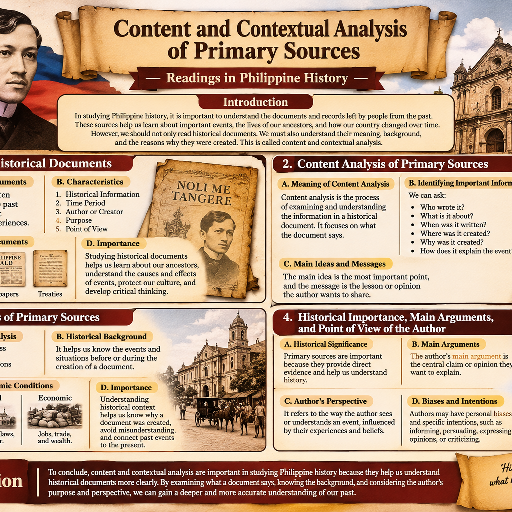 Content and Contextual Analysis
of Primary Sources
Readings in Philippine History
Introduction
In studying Philippine history, it is important to understand the documents and records left by people from the past.
These sources help us learn about important events, the lives of our ancestors, and how our country changed over time.
However, we should not only read historical documents. We must also understand their meaning, background,
and the reasons why they were created. This is called content and contextual analysis.
Historical Documents
B. Characteristics
1. Historical Information
2. Time Period
3. Author or Creator
4. Purpose
5. Point of View
past
NOLI ME
TANGERE
D. Importance
Studying historical documents
helps us learn about our ancestors,
understand the causes and effects
of events, protect our culture, and
develop critical thinking.
Treaties
2. Content Analysis of Primary Sources
A. Meaning of Content Analysis
Content analysis is the process
of examining and understanding
the information in a historical
document. It focuses on what
the document says.
B. Identifying Important Inform
We can ask:
• Who wrote it?
• What is it about?
• When was it written?
• Where was it created?
• Why was it created?
• How does it explain the event
C. Main Ideas and Messages
The main idea is the most important point,
and the message is the lesson or opinion
the author wants to share.
of Primary Sources
B. Historical Background
It helps us know the events and
situations before or during the
creation of a document.
Conditions
Economic
Jobs, trade,
and wealth.
D. Importance
Understanding
historical context
helps us know why a
document was created,
avoid misunderstanding,
and connect past events
to the present.
4. Historical Importance, Main Arguments,
and Point of View of the Author
A. Historical Significance
Primary sources are important
because they provide direct
evidence and help us understand
history.
B. Main Arguments
The author's main argument is
the central claim or opinion they
want to explain.
C. Author's Perspective
It refers to the way the author sees
or understands an event, influenced
by their experiences and beliefs.
D. Biases and Intentions
Authors may have personal biases
and specific intentions, such as
informing, persuading, expressing
opinions, or criticizing.
To conclude, content and contextual analysis are important in studying Philippine history because they help us understand
historical documents more clearly. By examining what a document says, knowing the background, and considering the author's
purpose and perspective, we can gain a deeper and more accurate understanding of our past.
what